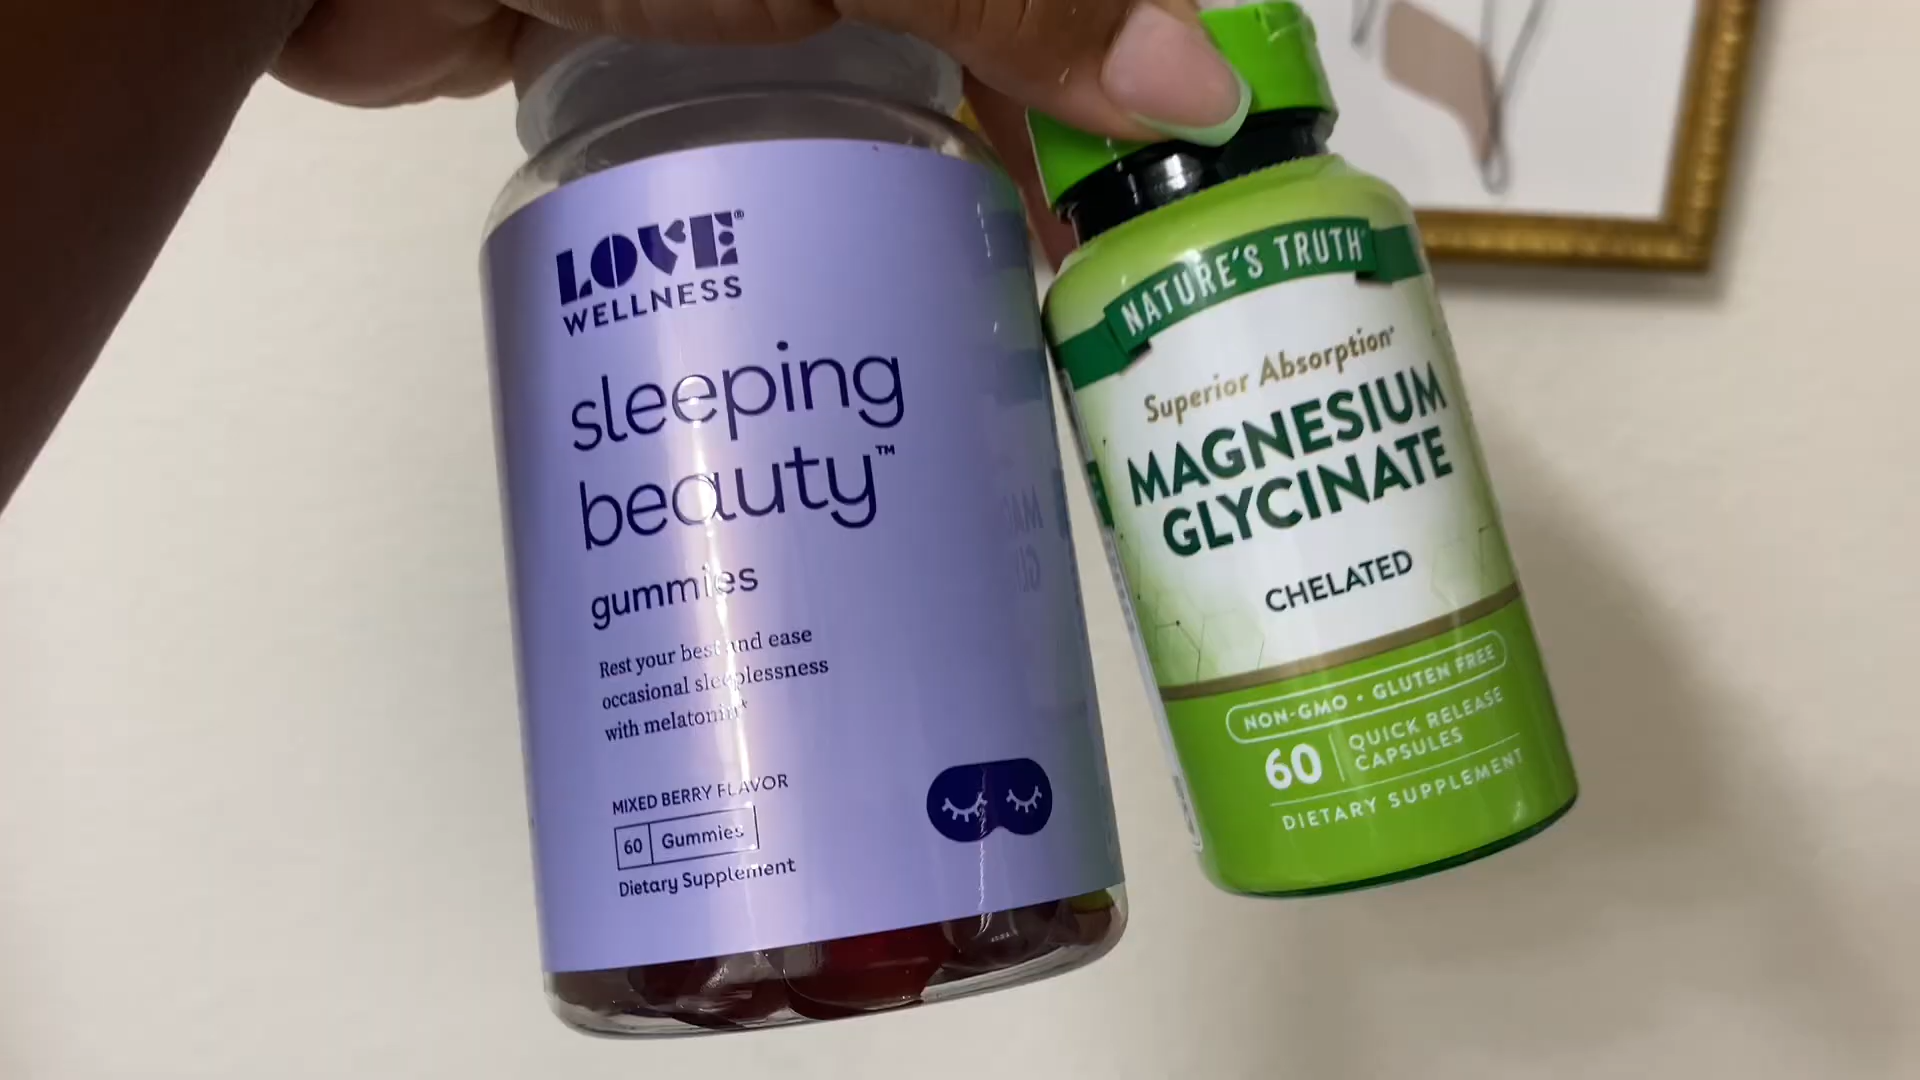 LOVE®
WELLNESS
sleeping
beauty™
gummies
Rest your best and ease
occasional sleeplessness
with melatonin*
MIXED BERRY FLAVOR
60 Gummies
Dietary Supplement
NATURE'S TRUTH
Superior Absorption*
MAGNESIUM
GLYCINATE
CHELATED
NON-GMO • GLUTEN FREE
60 QUICK RELEASE
CAPSULES
DIETARY SUPPLEMENT